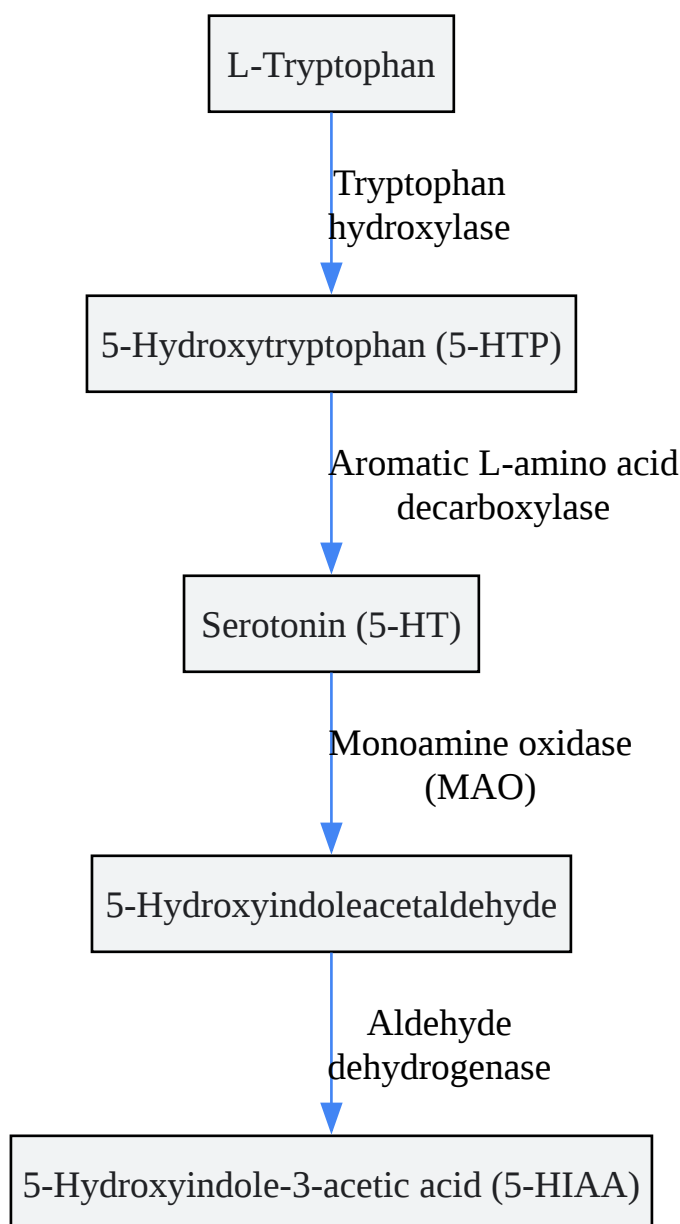 L-Tryptophan
Tryptophan
hydroxylase
5-Hydroxytryptophan (5-HTP)
Aromatic L-amino acid
decarboxylase
Serotonin (5-HT)
Monoamine oxidase
(MAO)
5-Hydroxyindoleacetaldehyde
Aldehyde
dehydrogenase
5-Hydroxyindole-3-acetic acid (5-HIAA)